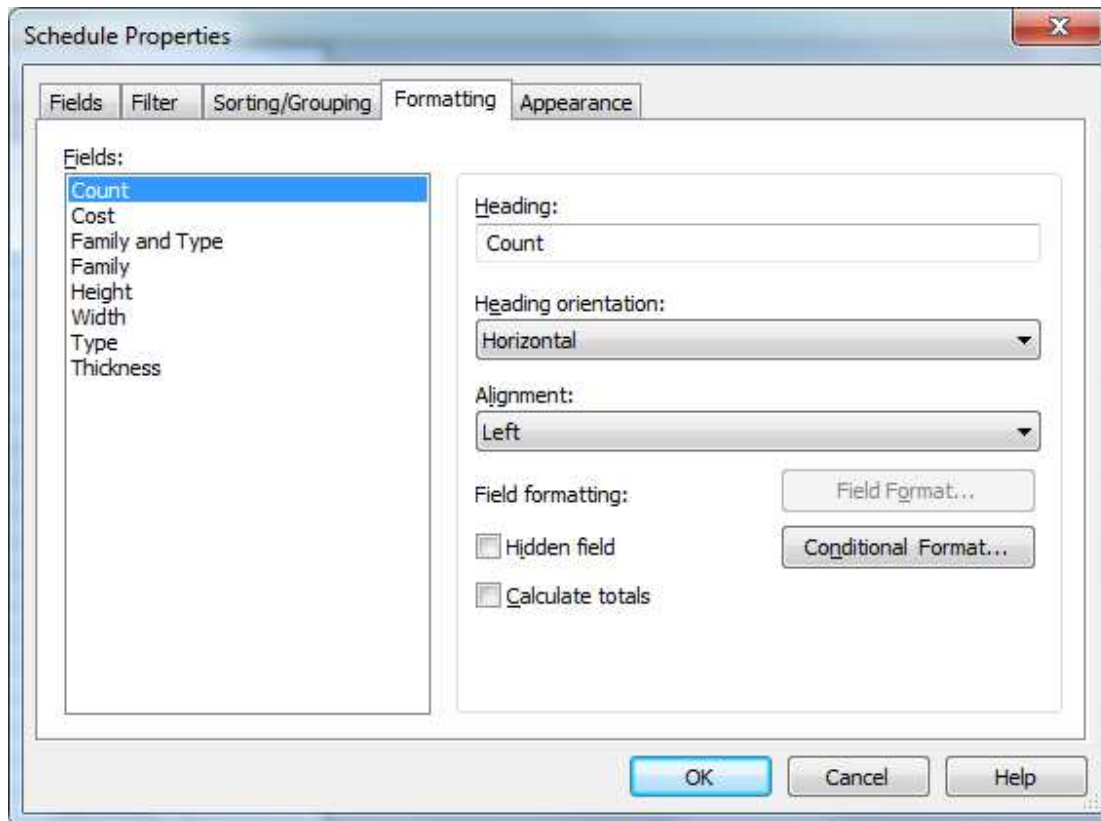 Schedule Properties
Fields
Filter
Sorting/Grouping
Formatting
Appearance
Fields:
Count
Cost
Family and Type
Family
Height
Width
Type
Thickness
Heading:
Count
Heading orientation:
Horizontal
Alignment:
Left
Field formatting:
Field Format...
Hidden field
Conditional Format...
Calculate totals
OK
Cancel
Help